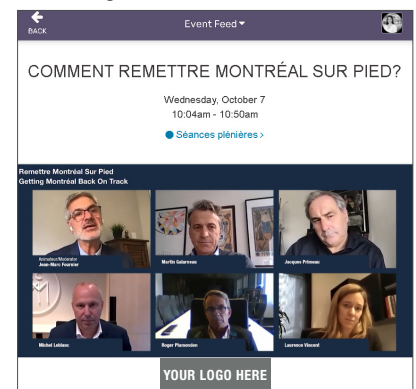 BACK
Event Feed
COMMENT REMETTRE MONTRÉAL SUR PIED?
Wednesday, October 7
10:04am - 10:50am
Séances plénières >
Remettre Montréal Sur Pied
Getting Montréal Back On Track
Animateur/Moderator
Jean-Marc Fournier
Martin Galarneau
Jacques Primeau
Michel Leblanc
Roger Plamondon
Laurence Vincent
YOUR LOGO HERE